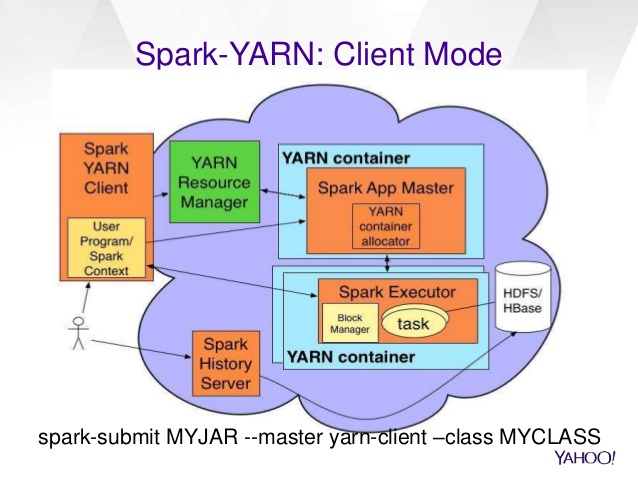 Spark-YARN: Client Mode
Spark
YARN
Client
User
Program/
Spark
Context
YARN
Resource
Manager
YARN container
Spark App Master
YARN
container
allocator
Spark Executor
Block
Manager
task
YARN container
HDFS/
HBase
Spark
History
Server
spark-submit MYJAR --master yarn-client –class MYCLASS
YAHOO!